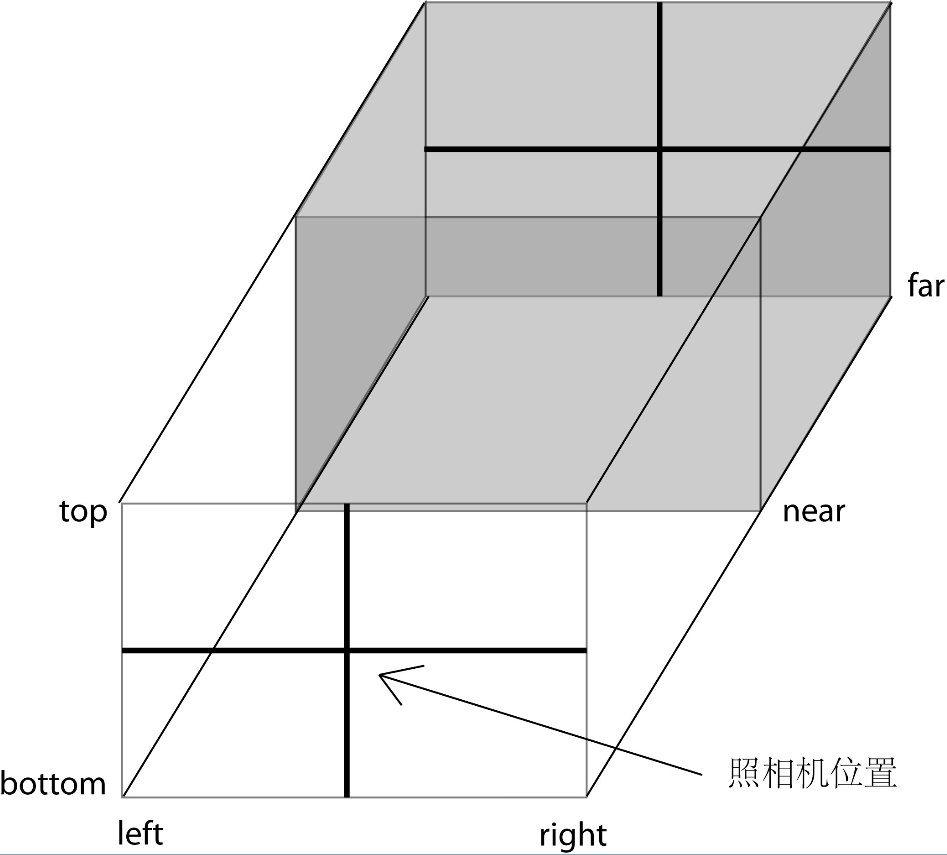 far
top
near
bottom
照相机位置
left
right